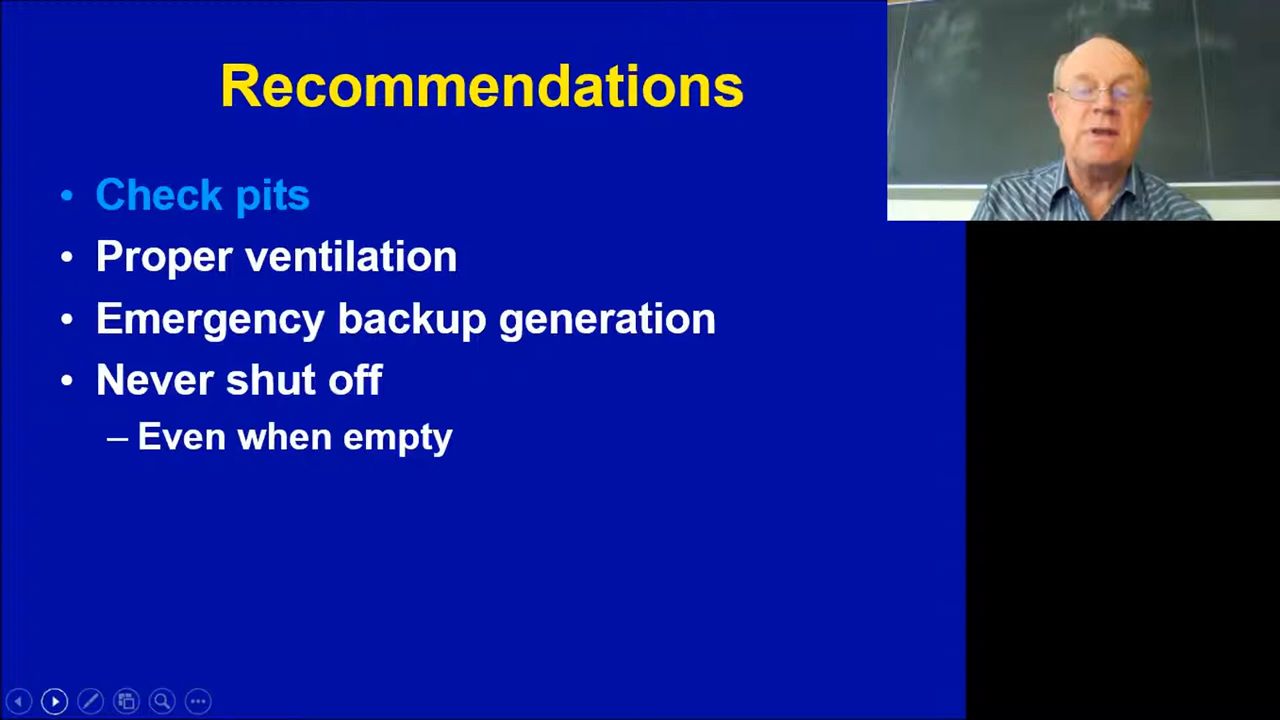 Recommendations
• Check pits
• Proper ventilation
• Emergency backup generation
• Never shut off
– Even when empty